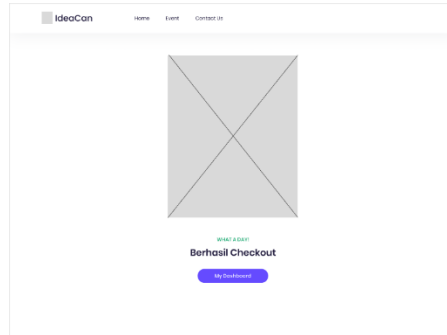 IdeaCan Home Event Contact Us
WHAT A DAY!
Berhasil Checkout
My Dashboard